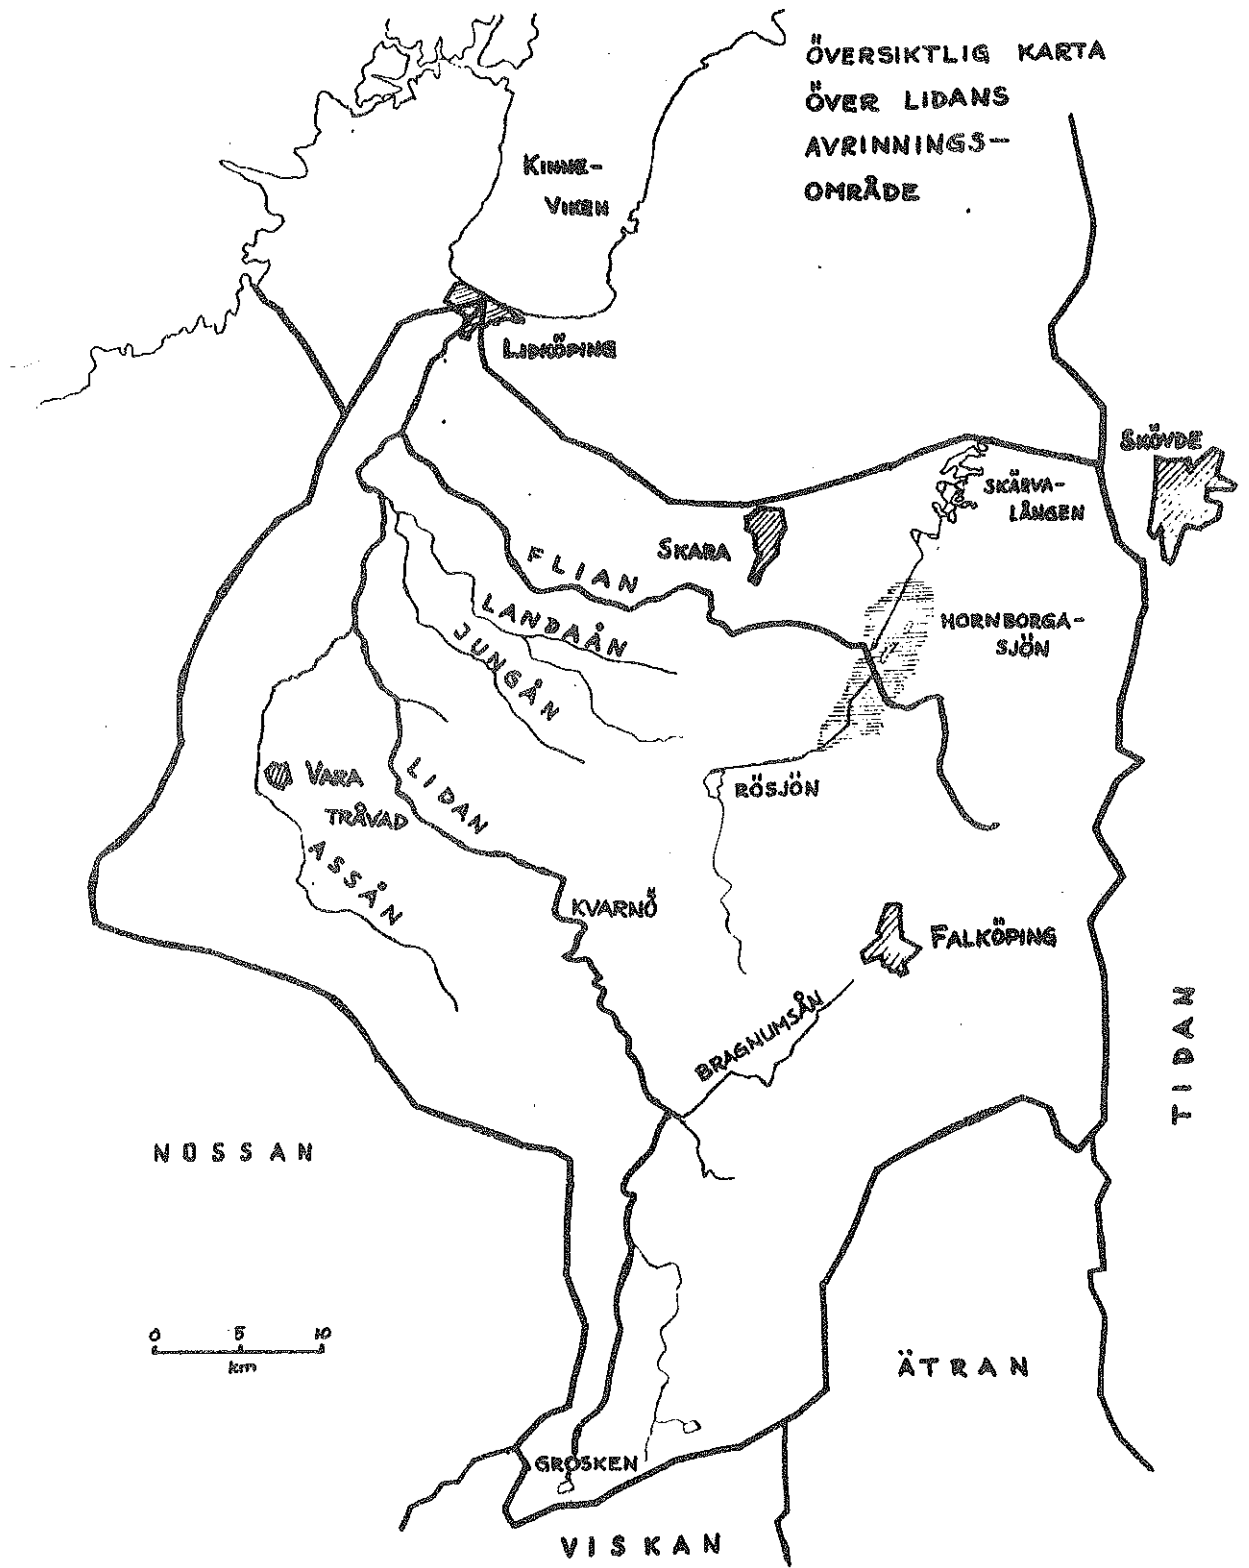 ÖVERSIKTLIG KARTA
ÖVER LIDANS
AVRINNINGS-
OMRÅDE
KINNE-
VIKEN
LIDKÖPING
SKÖVDE
SKÄRVA-
LÅNGEN
SKARA
FLIAN
LANDAÅN
JUNGÅN
HORNBORGA-
SJÖN
VARA
TRÅVAD
LIDAN
RÖSJÖN
ASSÅN
KVARNÖ
FALKÖPING
BRAGNUMSÅN
TIDAN
NOSSAN
0 5 10
km
ÄTRAN
GRÖSKEN
VISKAN